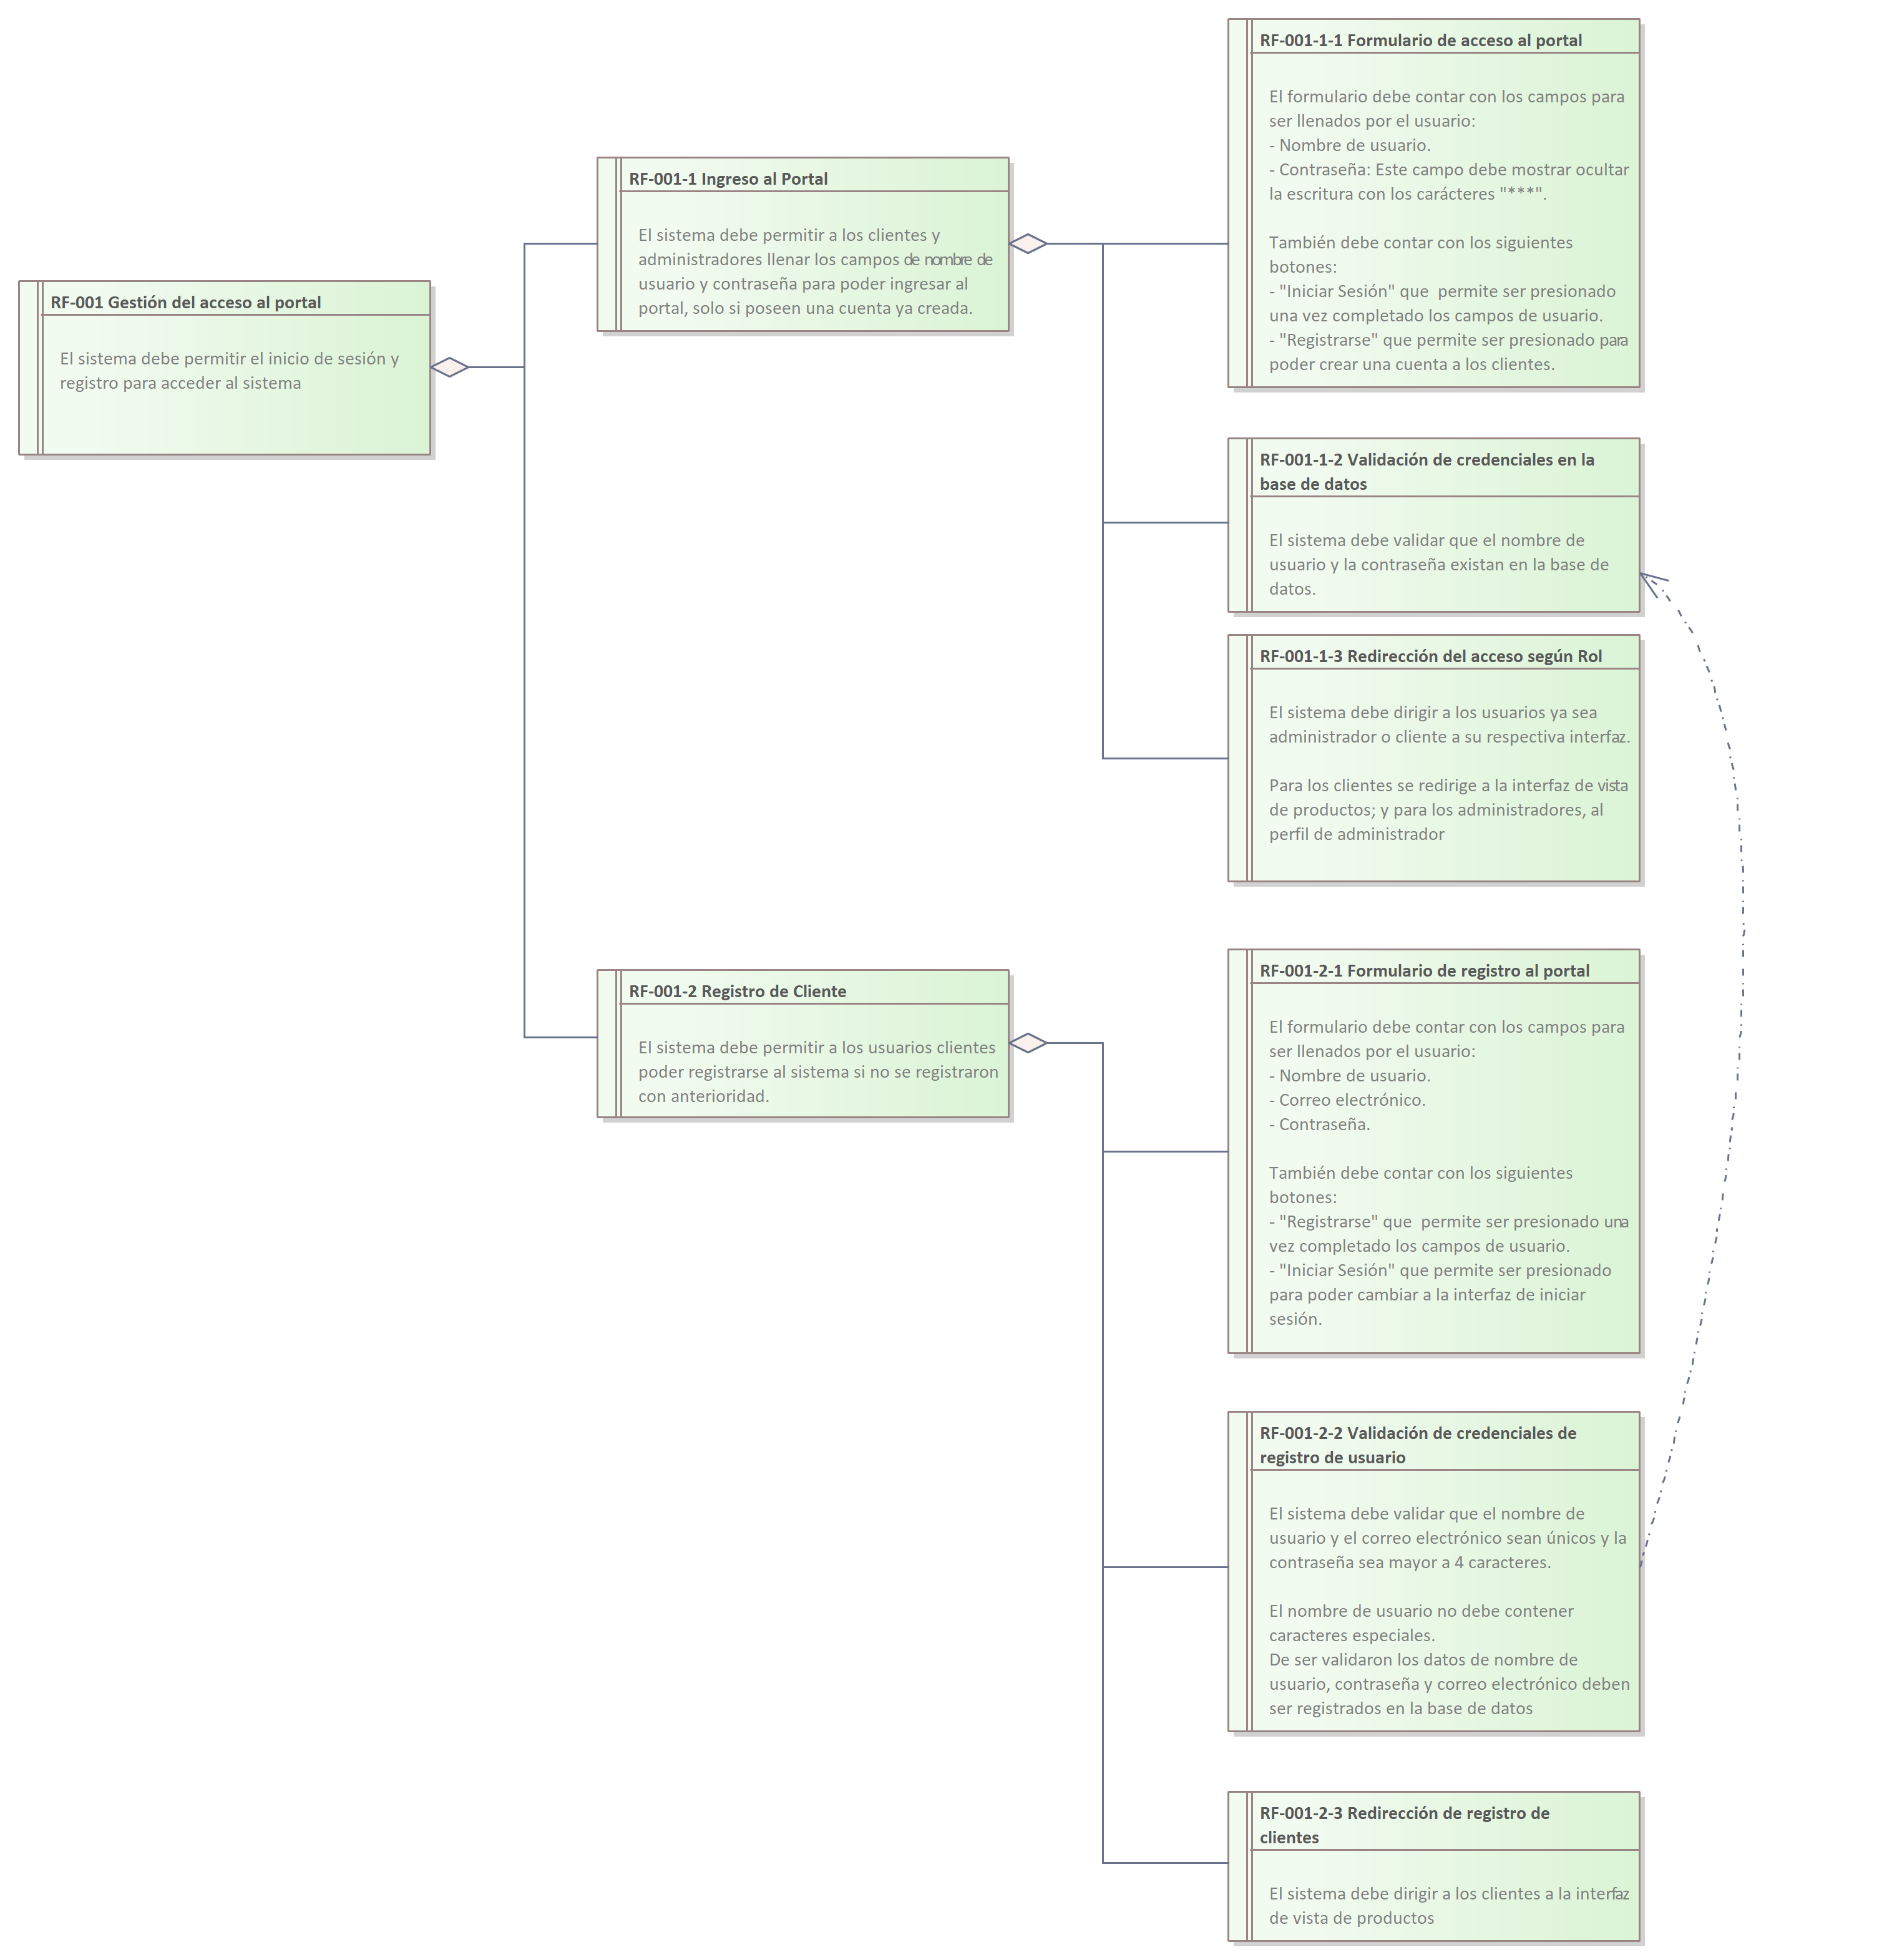 RF-001 Gestión del acceso al portal
El sistema debe permitir el inicio de sesión y
registro para acceder al sistema
RF-001-1 Ingreso al Portal
El sistema debe permitir a los clientes y
administradores llenar los campos de nombre de
usuario y contraseña para poder ingresar al
portal, solo si poseen una cuenta ya creada.
RF-001-1-1 Formulario de acceso al portal
El formulario debe contar con los campos para
ser llenados por el usuario:
- Nombre de usuario.
- Contraseña: Este campo debe mostrar ocultar
la escritura con los carácteres "***".
También debe contar con los siguientes
botones:
- "Iniciar Sesión" que  permite ser presionado
una vez completado los campos de usuario.
- "Registrarse" que permite ser presionado para
poder crear una cuenta a los clientes.
RF-001-1-2 Validación de credenciales en la
base de datos
El sistema debe validar que el nombre de
usuario y la contraseña existan en la base de
datos.
RF-001-1-3 Redirección del acceso según Rol
El sistema debe dirigir a los usuarios ya sea
administrador o cliente a su respectiva interfaz.
Para los clientes se redirige a la interfaz de vista
de productos; y para los administradores, al
perfil de administrador
RF-001-2 Registro de Cliente
El sistema debe permitir a los usuarios clientes
poder registrarse al sistema si no se registraron
con anterioridad.
RF-001-2-1 Formulario de registro al portal
El formulario debe contar con los campos para
ser llenados por el usuario:
- Nombre de usuario.
- Correo electrónico.
- Contraseña.
También debe contar con los siguientes
botones:
- "Registrarse" que  permite ser presionado una
vez completado los campos de usuario.
- "Iniciar Sesión" que permite ser presionado
para poder cambiar a la interfaz de iniciar
sesión.
RF-001-2-2 Validación de credenciales de
registro de usuario
El sistema debe validar que el nombre de
usuario y el correo electrónico sean únicos y la
contraseña sea mayor a 4 caracteres.
El nombre de usuario no debe contener
caracteres especiales.
De ser validaron los datos de nombre de
usuario, contraseña y correo electrónico deben
ser registrados en la base de datos
RF-001-2-3 Redirección de registro de
clientes
El sistema debe dirigir a los clientes a la interfaz
de vista de productos